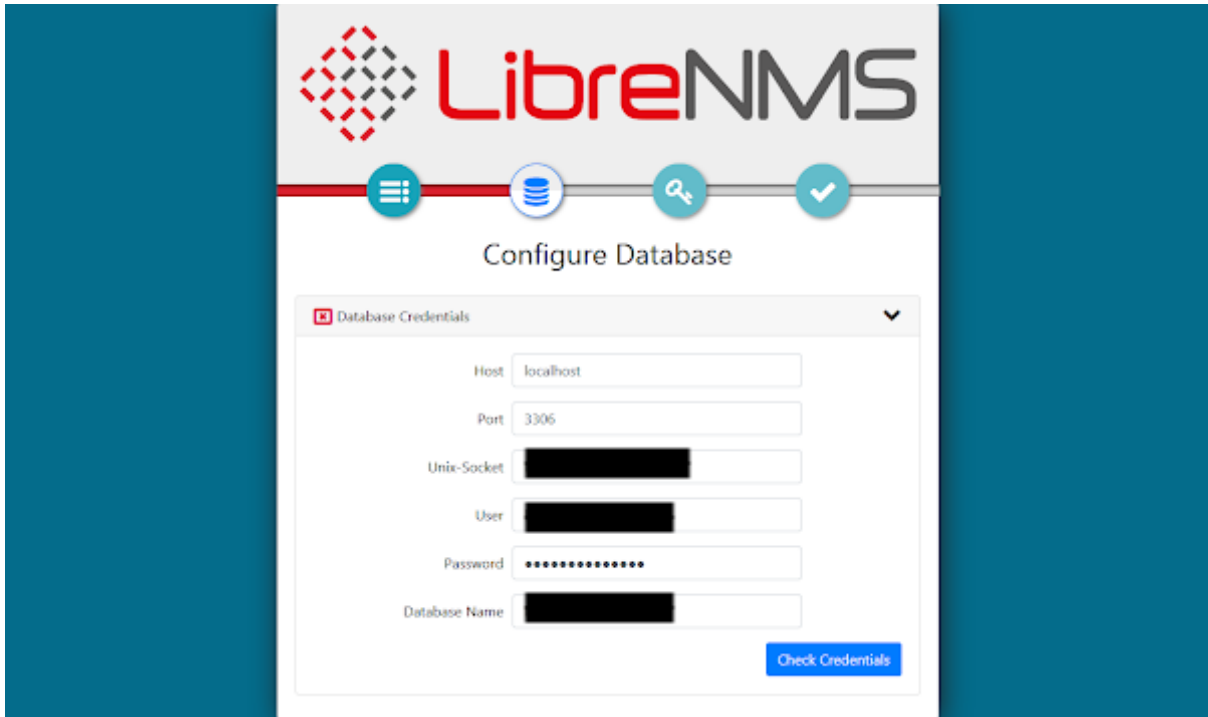 LibreNMS
Configure Database
Database Credentials
Host localhost
Port 3306
Unix-Socket
User
Password ••••••••••••••
Database Name
Check Credentials